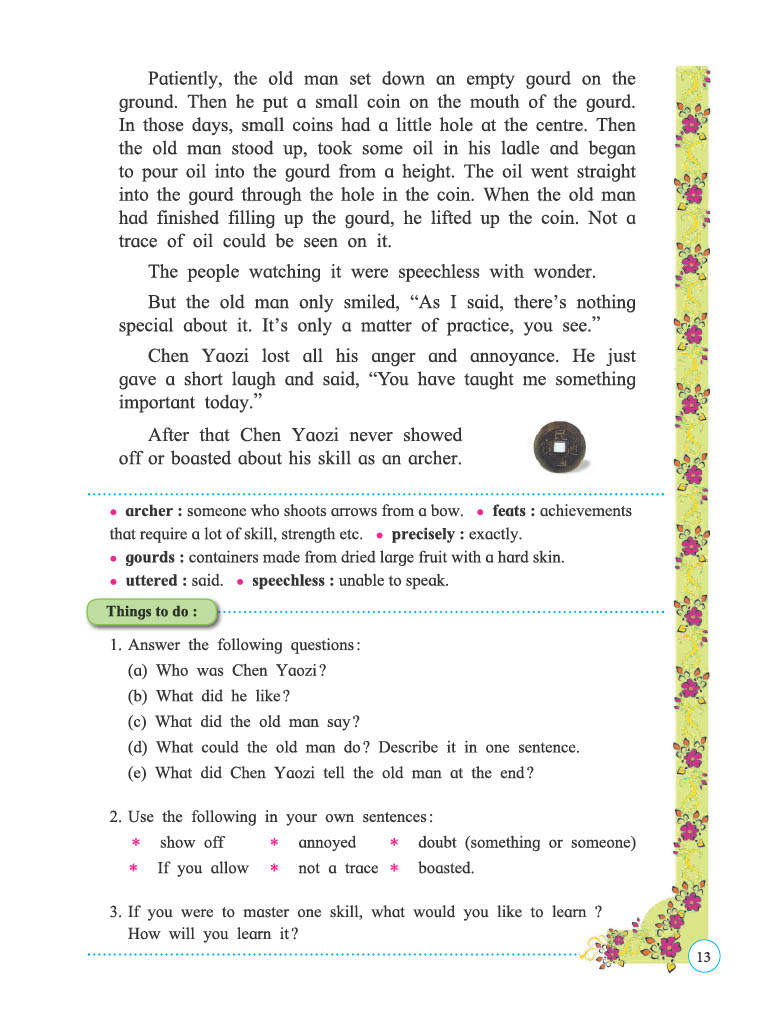 Patiently, the old man set down an empty gourd on the
ground. Then he put a small coin on the mouth of the gourd.
In those days, small coins had a little hole at the centre. Then
the old man stood up, took some oil in his ladle and began
to pour oil into the gourd from a height. The oil went straight
into the gourd through the hole in the coin. When the old man
had finished filling up the gourd, he lifted up the coin. Not a
trace of oil could be seen on it.
The people watching it were speechless with wonder.
But the old man only smiled, “As I said, there’s nothing
special about it. It’s only a matter of practice, you see.”
Chen Yaozi lost all his anger and annoyance. He just
gave a short laugh and said, “You have taught me something
important today.”
After that Chen Yaozi never showed
off or boasted about his skill as an archer.
• archer : someone who shoots arrows from a bow. • feats : achievements
that require a lot of skill, strength etc. • precisely : exactly.
• gourds : containers made from dried large fruit with a hard skin.
• uttered : said. • speechless : unable to speak.
Things to do :
1. Answer the following questions :
(a) Who was Chen Yaozi ?
(b) What did he like ?
(c) What did the old man say ?
(d) What could the old man do ? Describe it in one sentence.
(e) What did Chen Yaozi tell the old man at the end ?
2. Use the following in your own sentences :
* show off * annoyed * doubt (something or someone)
* If you allow * not a trace * boasted.
3. If you were to master one skill, what would you like to learn ?
How will you learn it ?
13